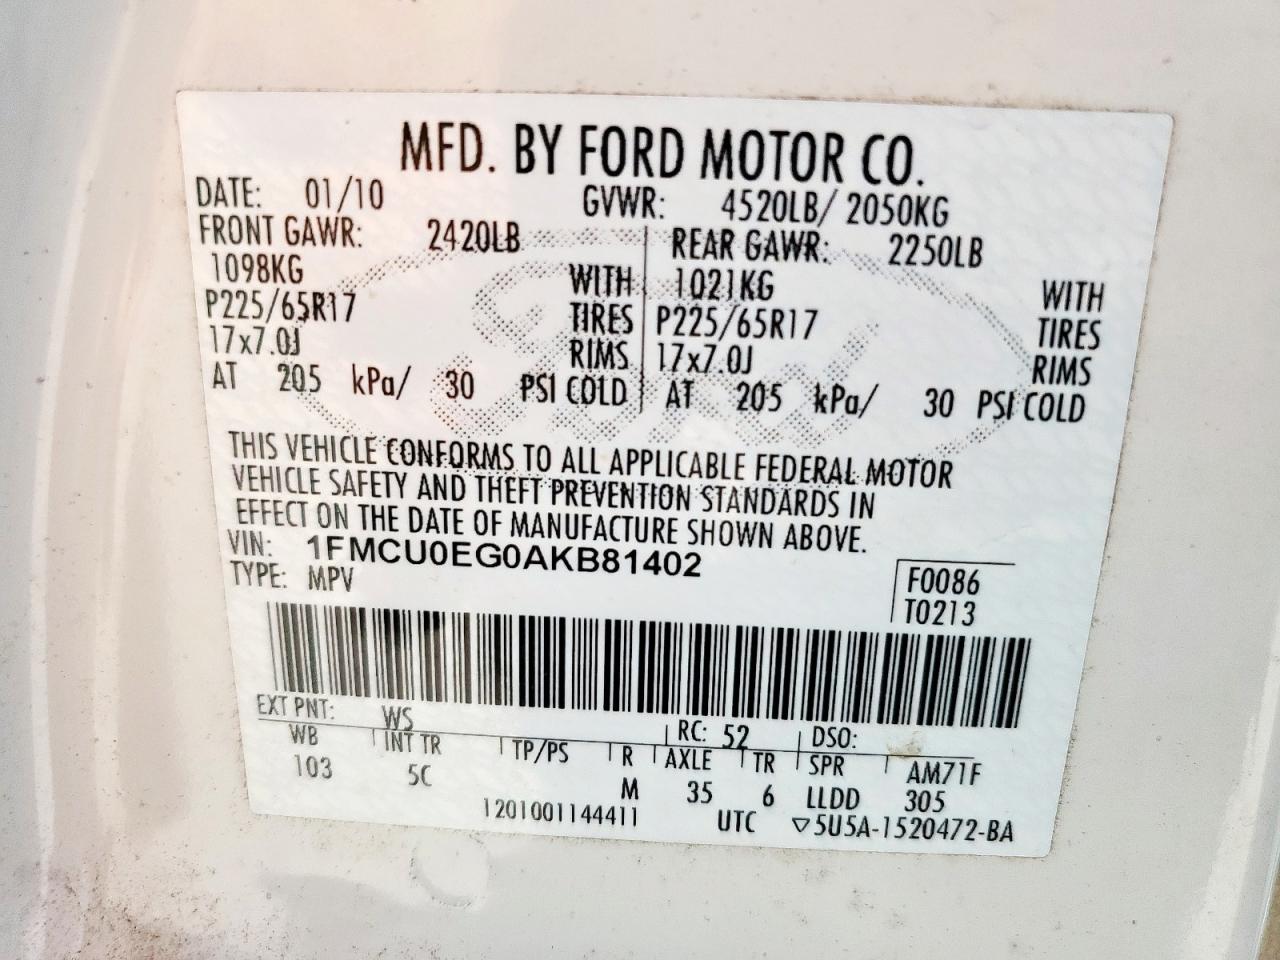 MFD. BY FORD MOTOR CO.
DATE: 01/10 GVWR: 4520LB/ 2050KG
FRONT GAWR: 2420LB REAR GAWR: 2250LB
1098KG WITH 1021KG WITH
P225/65R17 TIRES P225/65R17 TIRES
17x7.0J RIMS 17x7.0J RIMS
AT 205 kPa/ 30 PSI COLD AT 205 kPa/ 30 PSI COLD
Ford
THIS VEHICLE CONFORMS TO ALL APPLICABLE FEDERAL MOTOR
VEHICLE SAFETY AND THEFT PREVENTION STANDARDS IN
EFFECT ON THE DATE OF MANUFACTURE SHOWN ABOVE.
VIN: 1FMCU0EG0AKB81402
TYPE: MPV
F0086
T0213
EXT PNT: WS RC: 52 DSO:
WB INT TR TP/PS R AXLE TR SPR AM71F
103 5C M 35 6 LLDD 305
1201001144411 UTC ▽5U5A-1520472-BA